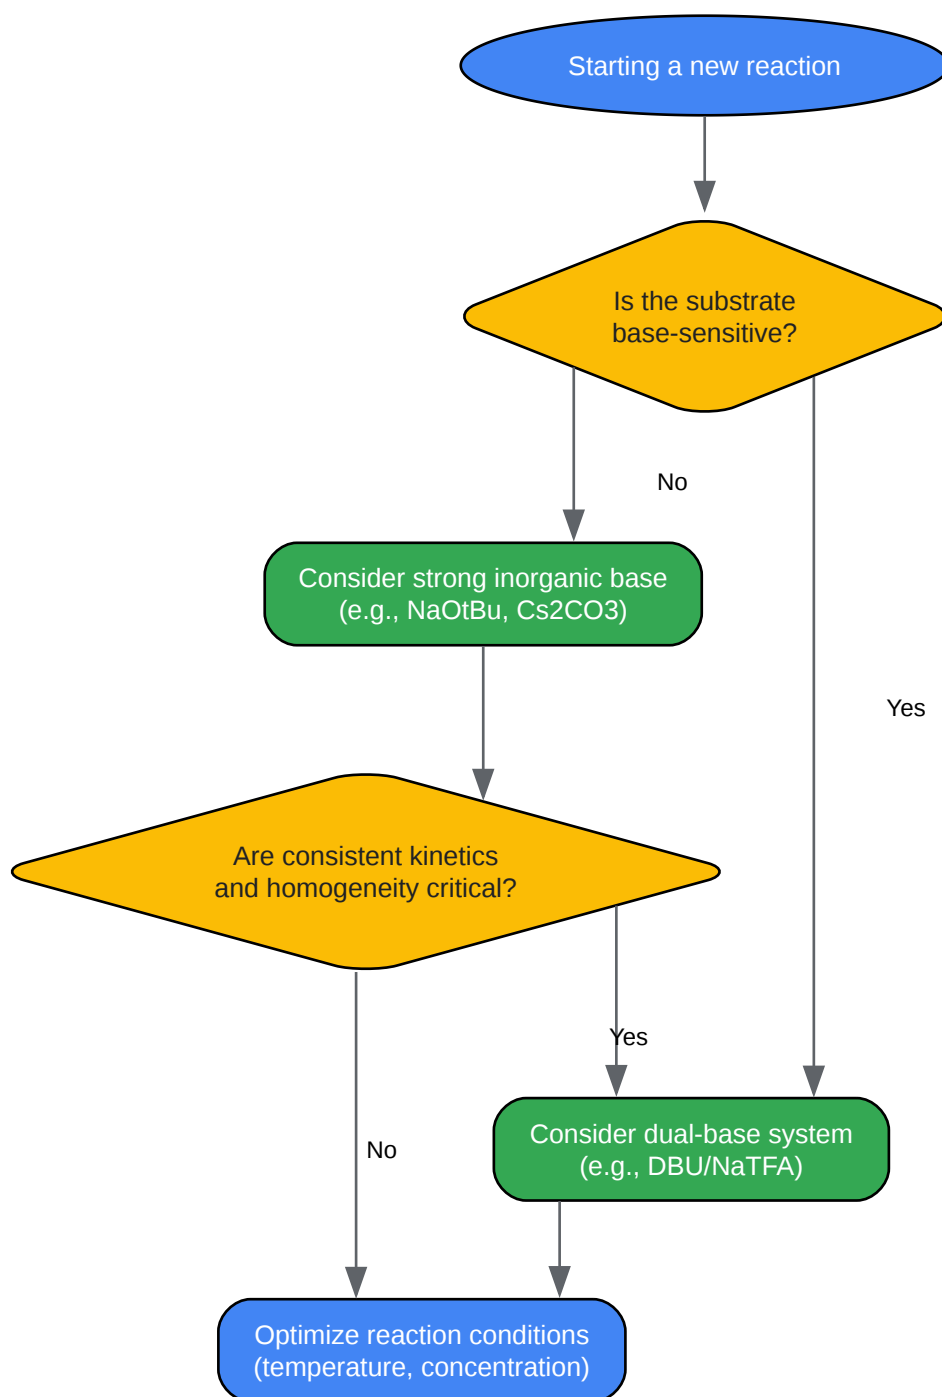 Starting a new reaction
Is the substrate
base-sensitive?
No
Consider strong inorganic base
(e.g., NaOtBu, Cs2CO3)
Yes
Are consistent kinetics
and homogeneity critical?
Yes
Consider dual-base system
(e.g., DBU/NaTFA)
No
Optimize reaction conditions
(temperature, concentration)